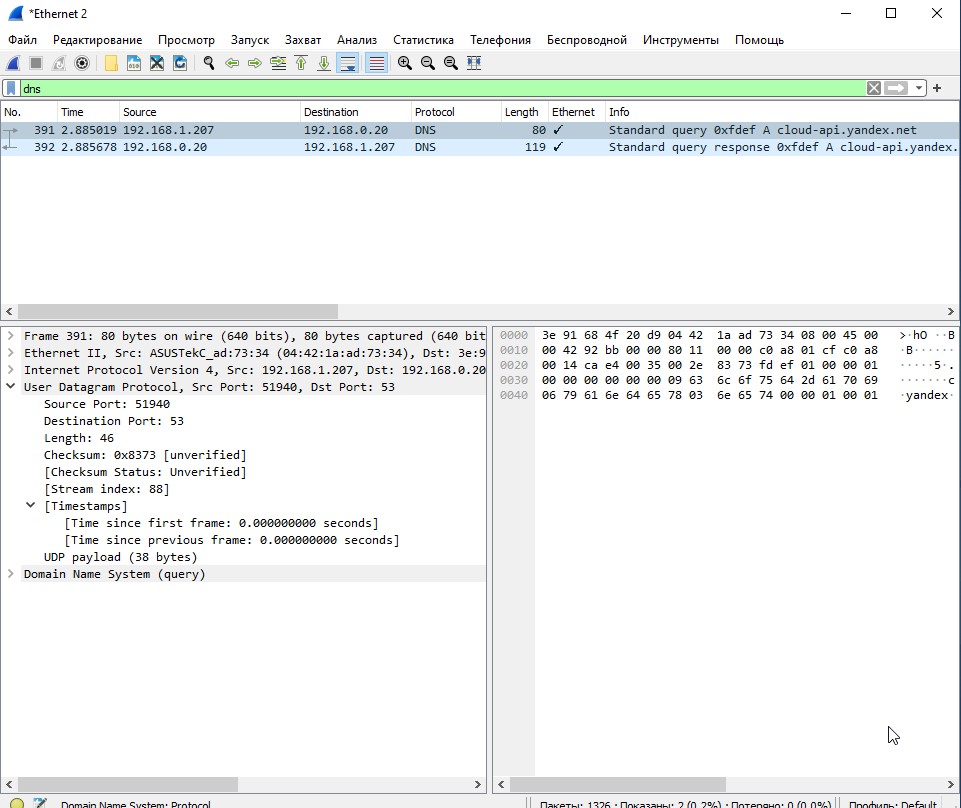 *Ethernet 2
Файл Редактирование Просмотр Запуск Захват Анализ Статистика Телефония Беспроводной Инструменты Помощь
dns
No. Time Source Destination Protocol Length Ethernet Info
391 2.885019 192.168.1.207 192.168.0.20 DNS 80 ✓ Standard query 0xfdef A cloud-api.yandex.net
392 2.885678 192.168.0.20 192.168.1.207 DNS 119 ✓ Standard query response 0xfdef A cloud-api.yandex.
Frame 391: 80 bytes on wire (640 bits), 80 bytes captured (640 bit
Ethernet II, Src: ASUSTekC_ad:73:34 (04:42:1a:ad:73:34), Dst: 3e:9
Internet Protocol Version 4, Src: 192.168.1.207, Dst: 192.168.0.20
User Datagram Protocol, Src Port: 51940, Dst Port: 53
Source Port: 51940
Destination Port: 53
Length: 46
Checksum: 0x8373 [unverified]
[Checksum Status: Unverified]
[Stream index: 88]
[Timestamps]
[Time since first frame: 0.000000000 seconds]
[Time since previous frame: 0.000000000 seconds]
UDP payload (38 bytes)
Domain Name System (query)
0000 3e 91 68 4f 20 d9 04 42 1a ad 73 34 08 00 45 00 >·hO ··B
0010 00 42 92 bb 00 00 80 11 00 00 c0 a8 01 cf c0 a8 ·B······
0020 00 14 ca e4 00 35 00 2e 83 73 fd ef 01 00 00 01 ·····5·.
0030 00 00 00 00 00 00 09 63 6c 6f 75 64 2d 61 70 69 ·······c
0040 06 79 61 6e 64 65 78 03 6e 65 74 00 00 01 00 01 ·yandex·
Domain Name System: Protocol
Пакеты: 1326 · Показаны: 2 (0.2%) · Потеряно: 0 (0.0%)
Профиль: Default